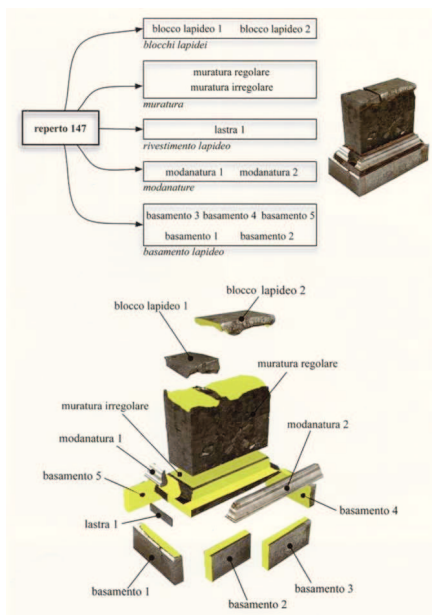 blocco lapideo 1 blocco lapideo 2
blocchi lapidei
muratura regolare
muratura irregolare
muratura
reperto 147
lastra 1
rivestimento lapideo
modanatura 1 modanatura 2
modanature
basamento 3 basamento 4 basamento 5
basamento 1 basamento 2
basamento lapideo
blocco lapideo 2
blocco lapideo 1
muratura regolare
muratura irregolare
modanatura 1
modanatura 2
basamento 5
basamento 4
lastra 1
basamento 1
basamento 2
basamento 3